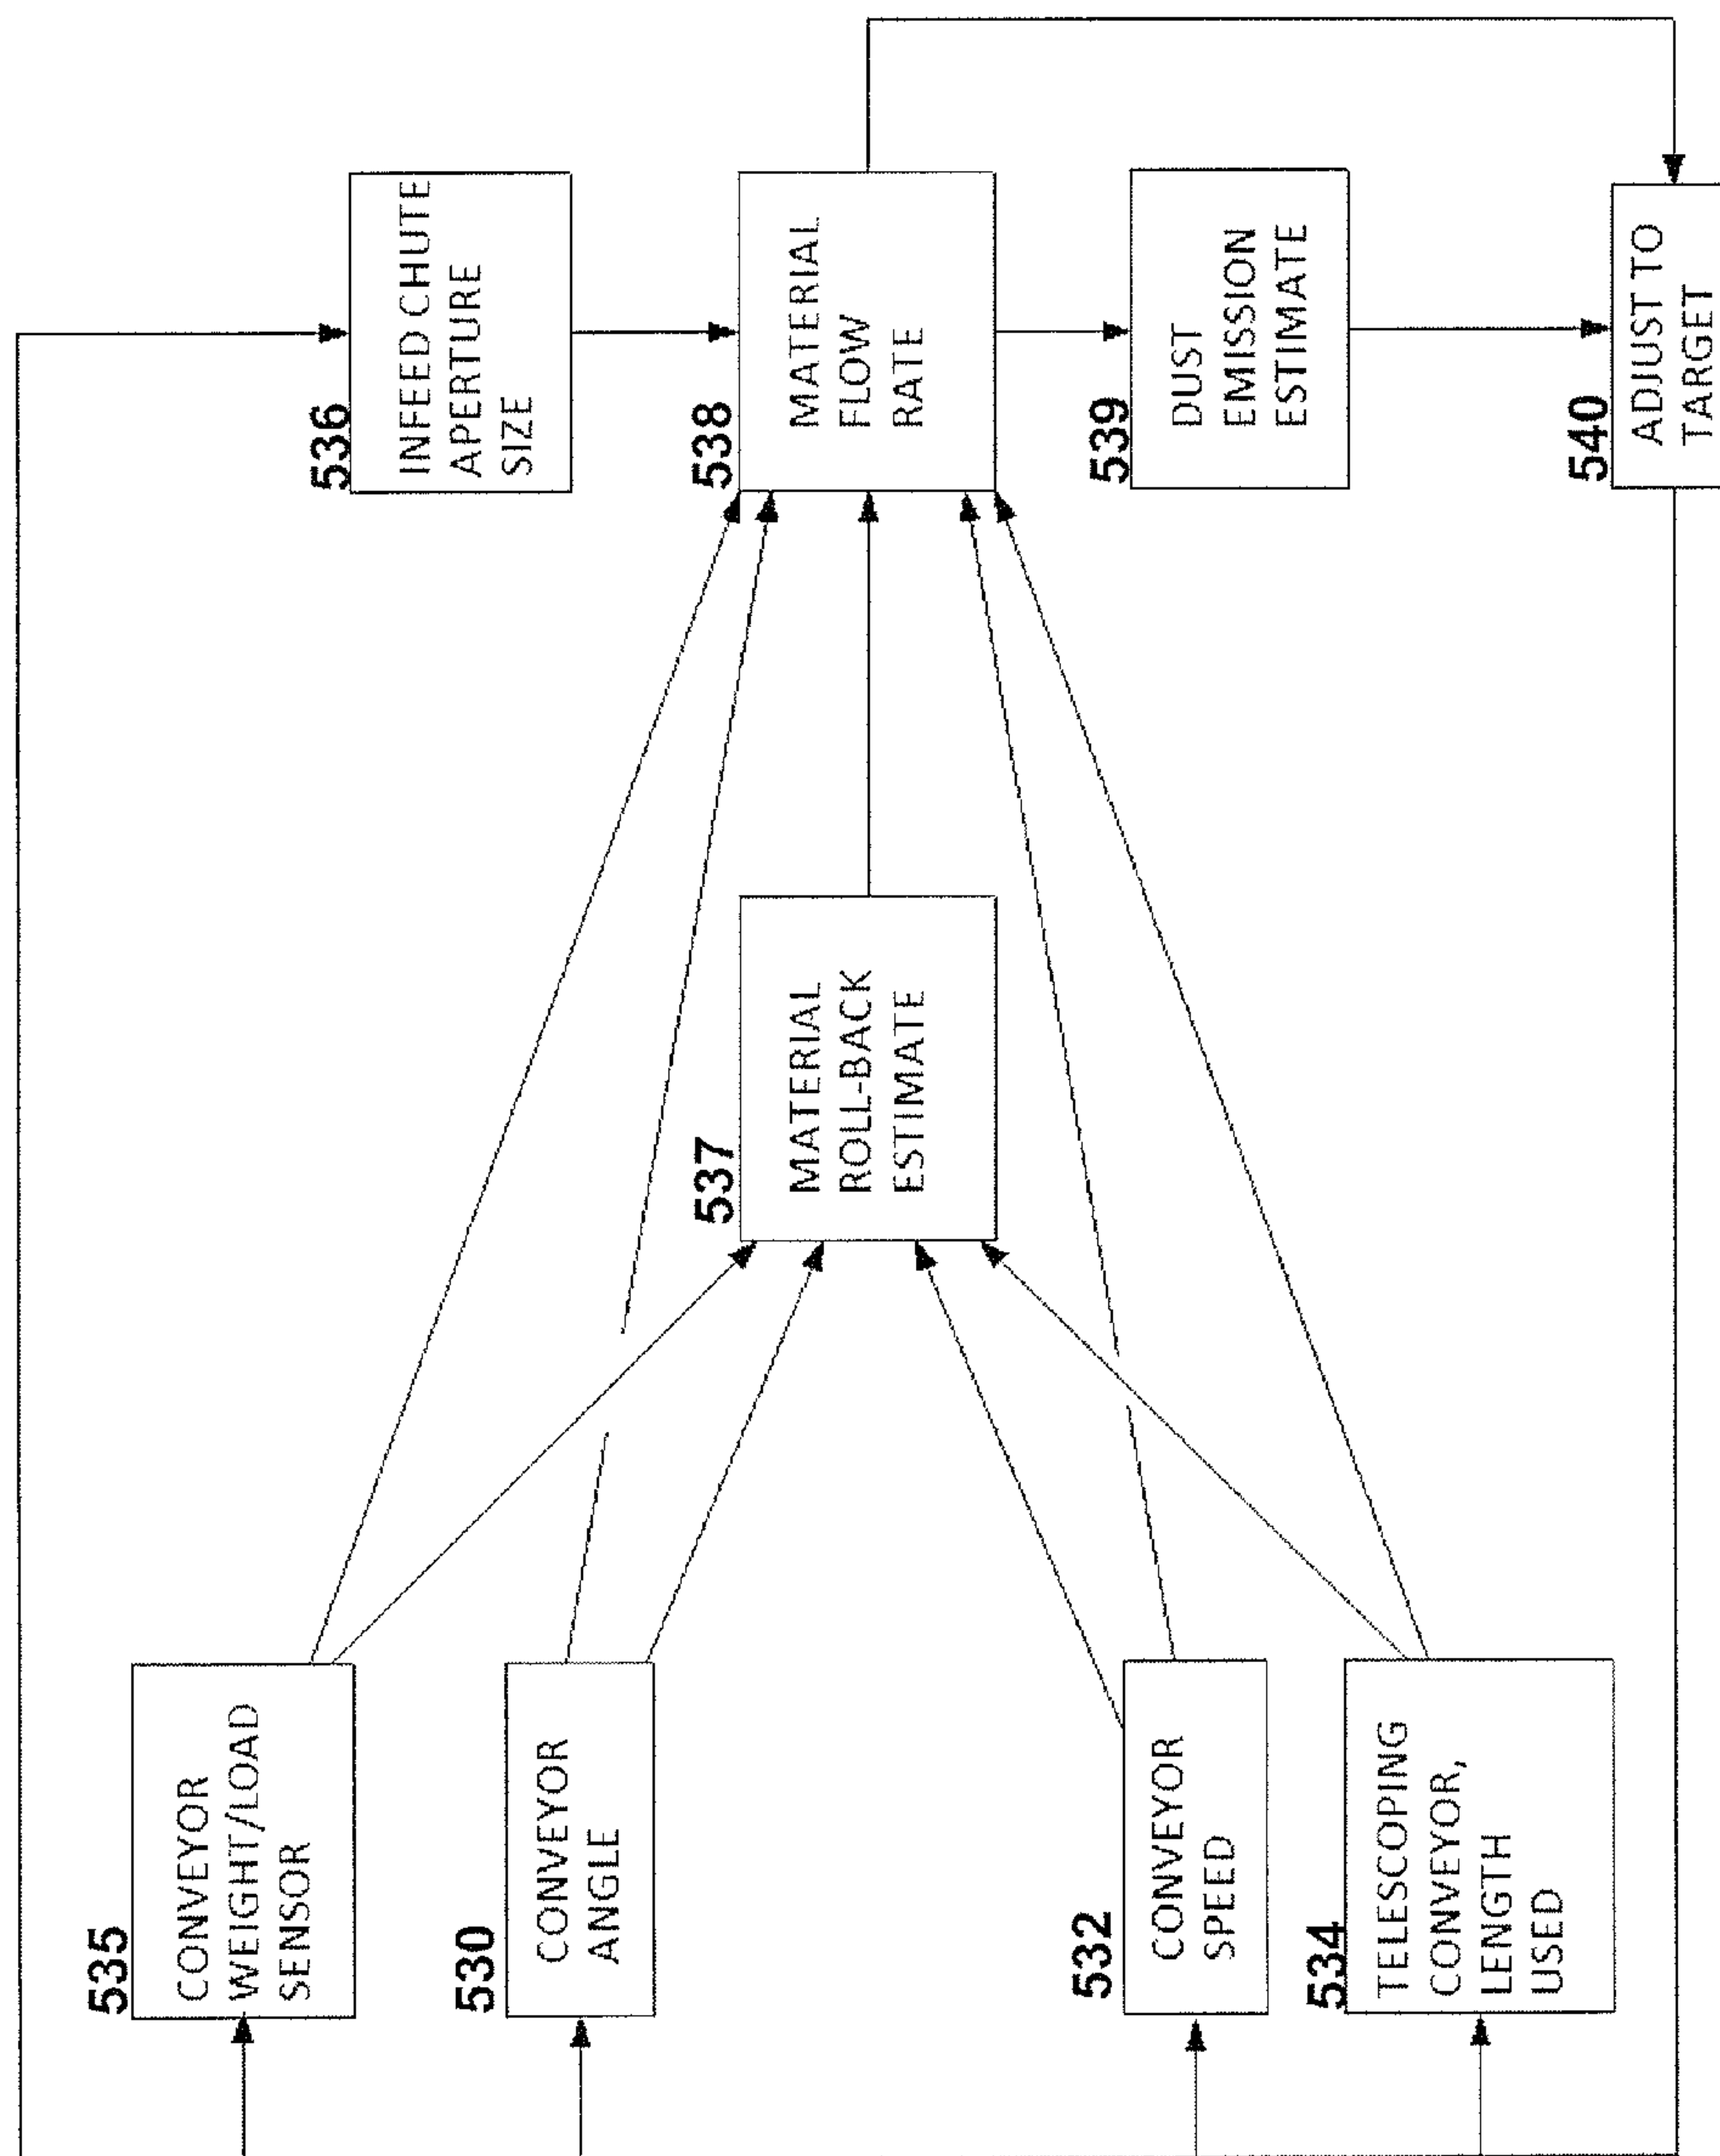 535
CONVEYOR
WEIGHT/LOAD
SENSOR
530
CONVEYOR
ANGLE
532
CONVEYOR
SPEED
534
TELESCOPING
CONVEYOR,
LENGTH
USED
537
MATERIAL
ROLL-BACK
ESTIMATE
536
INFEED CHUTE
APERTURE
SIZE
538
MATERIAL
FLOW
RATE
539
DUST
EMISSION
ESTIMATE
540
ADJUST TO
TARGET